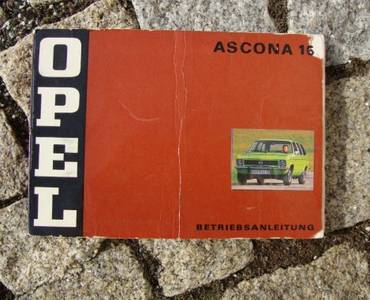 OPEL
ASCONA 16
BETRIEBSANLEITUNG